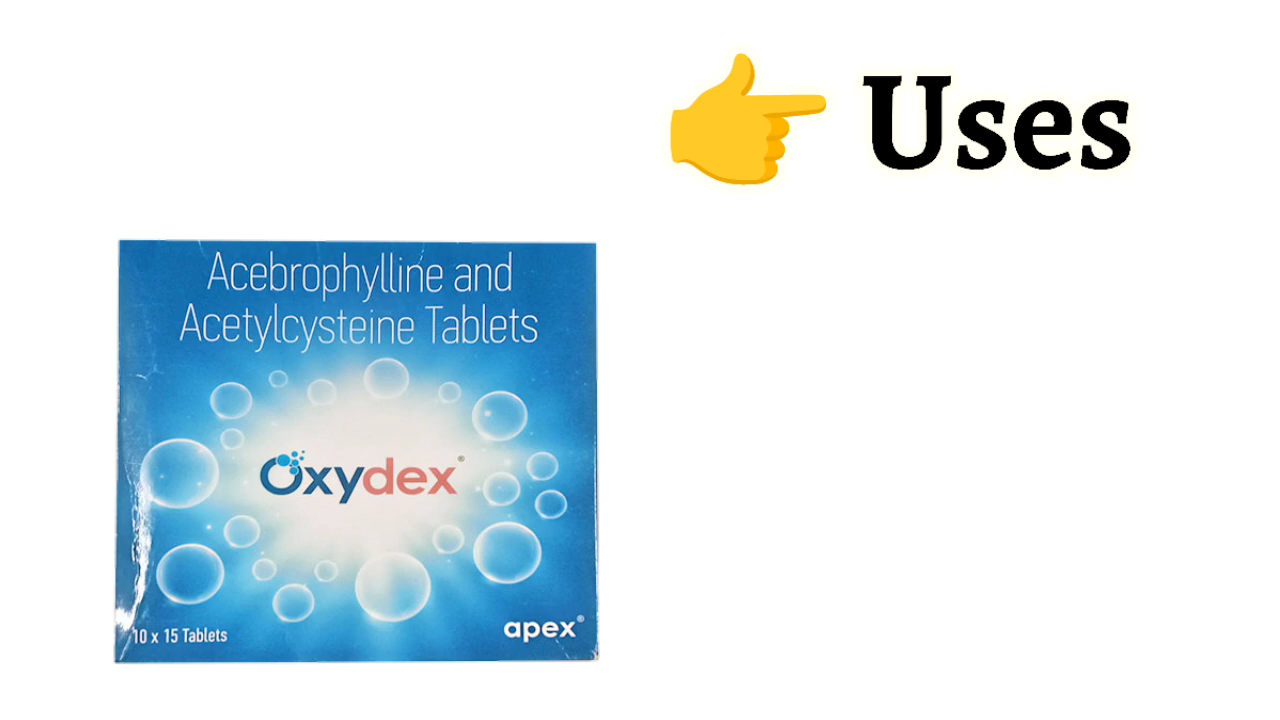 👉 Uses
Acebrophylline and
Acetylcysteine Tablets
Oxydex®
10 x 15 Tablets
apex®